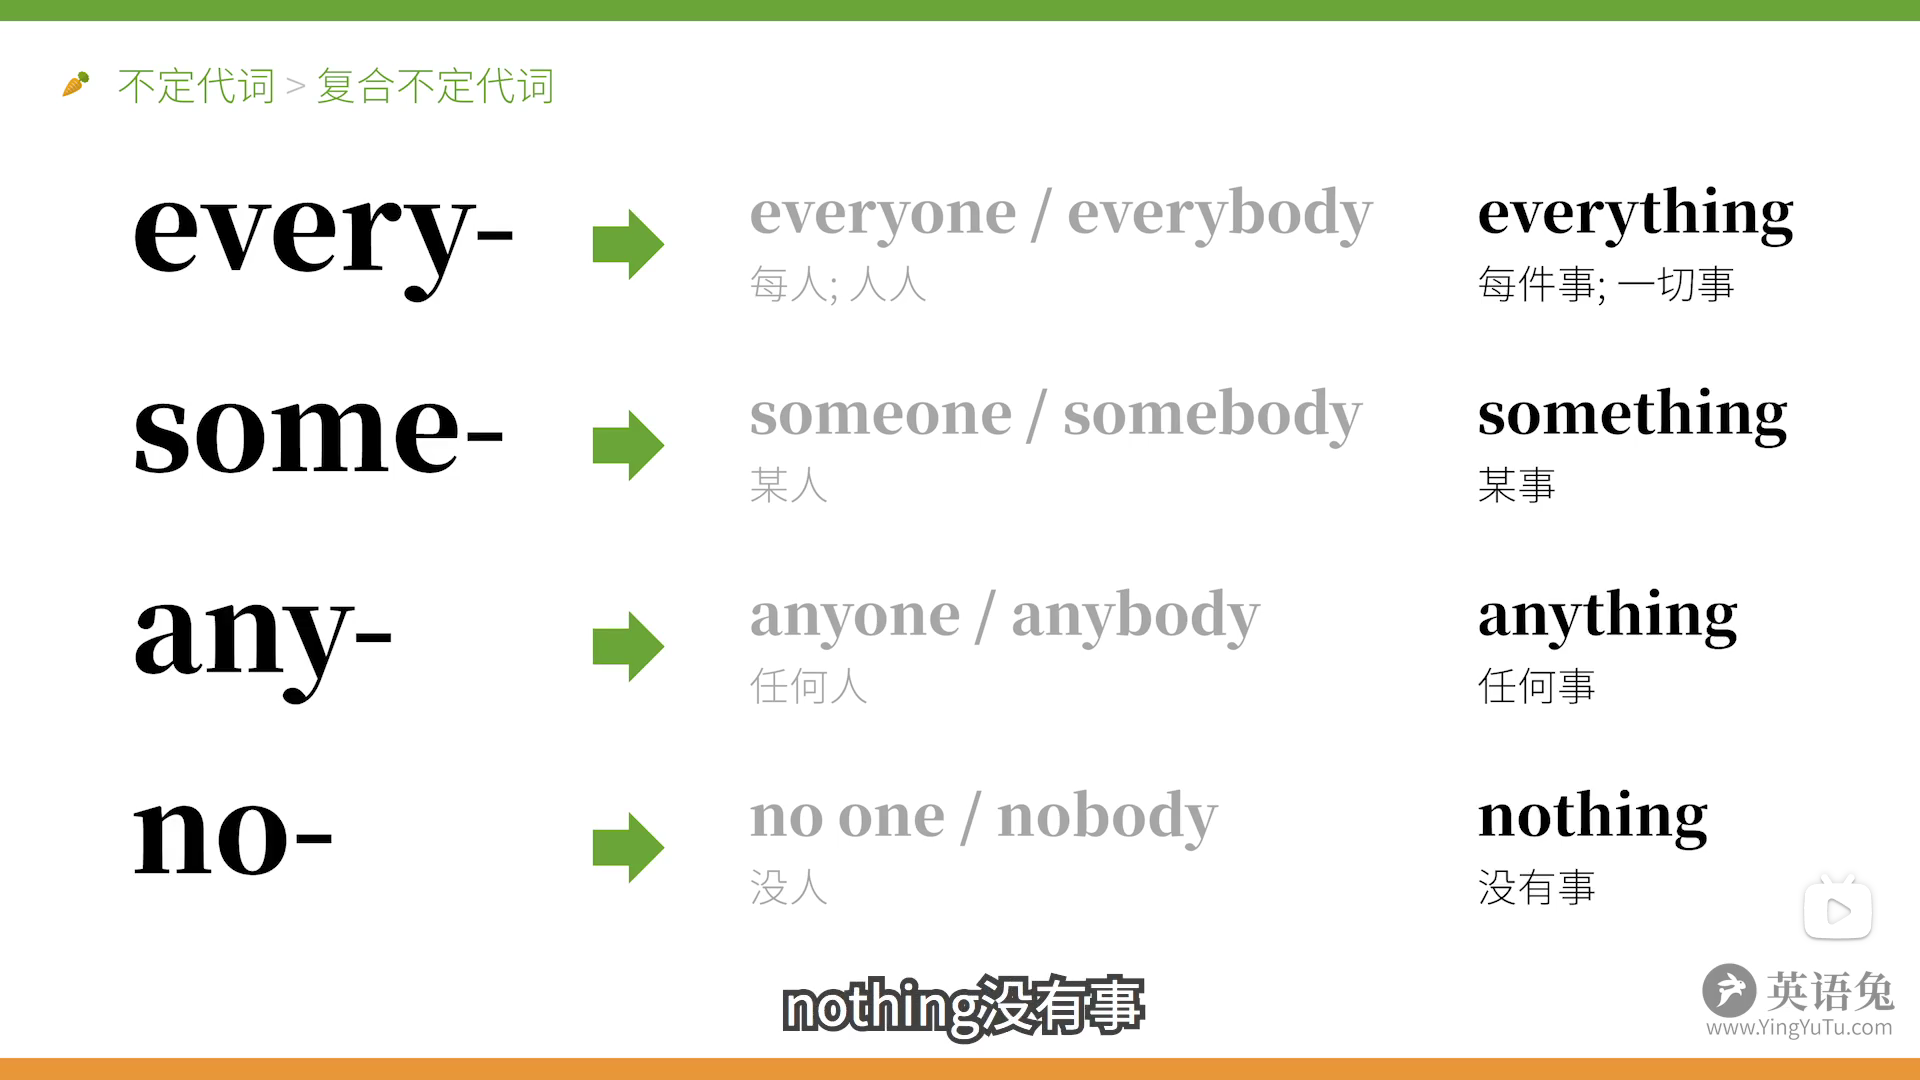 不定代词 > 复合不定代词
every-
everyone / everybody
每人; 人人
everything
每件事; 一切事
some-
someone / somebody
某人
something
某事
any-
anyone / anybody
任何人
anything
任何事
no-
no one / nobody
没人
nothing
没有事
nothing没有事
英语兔
www.YingYuTu.com